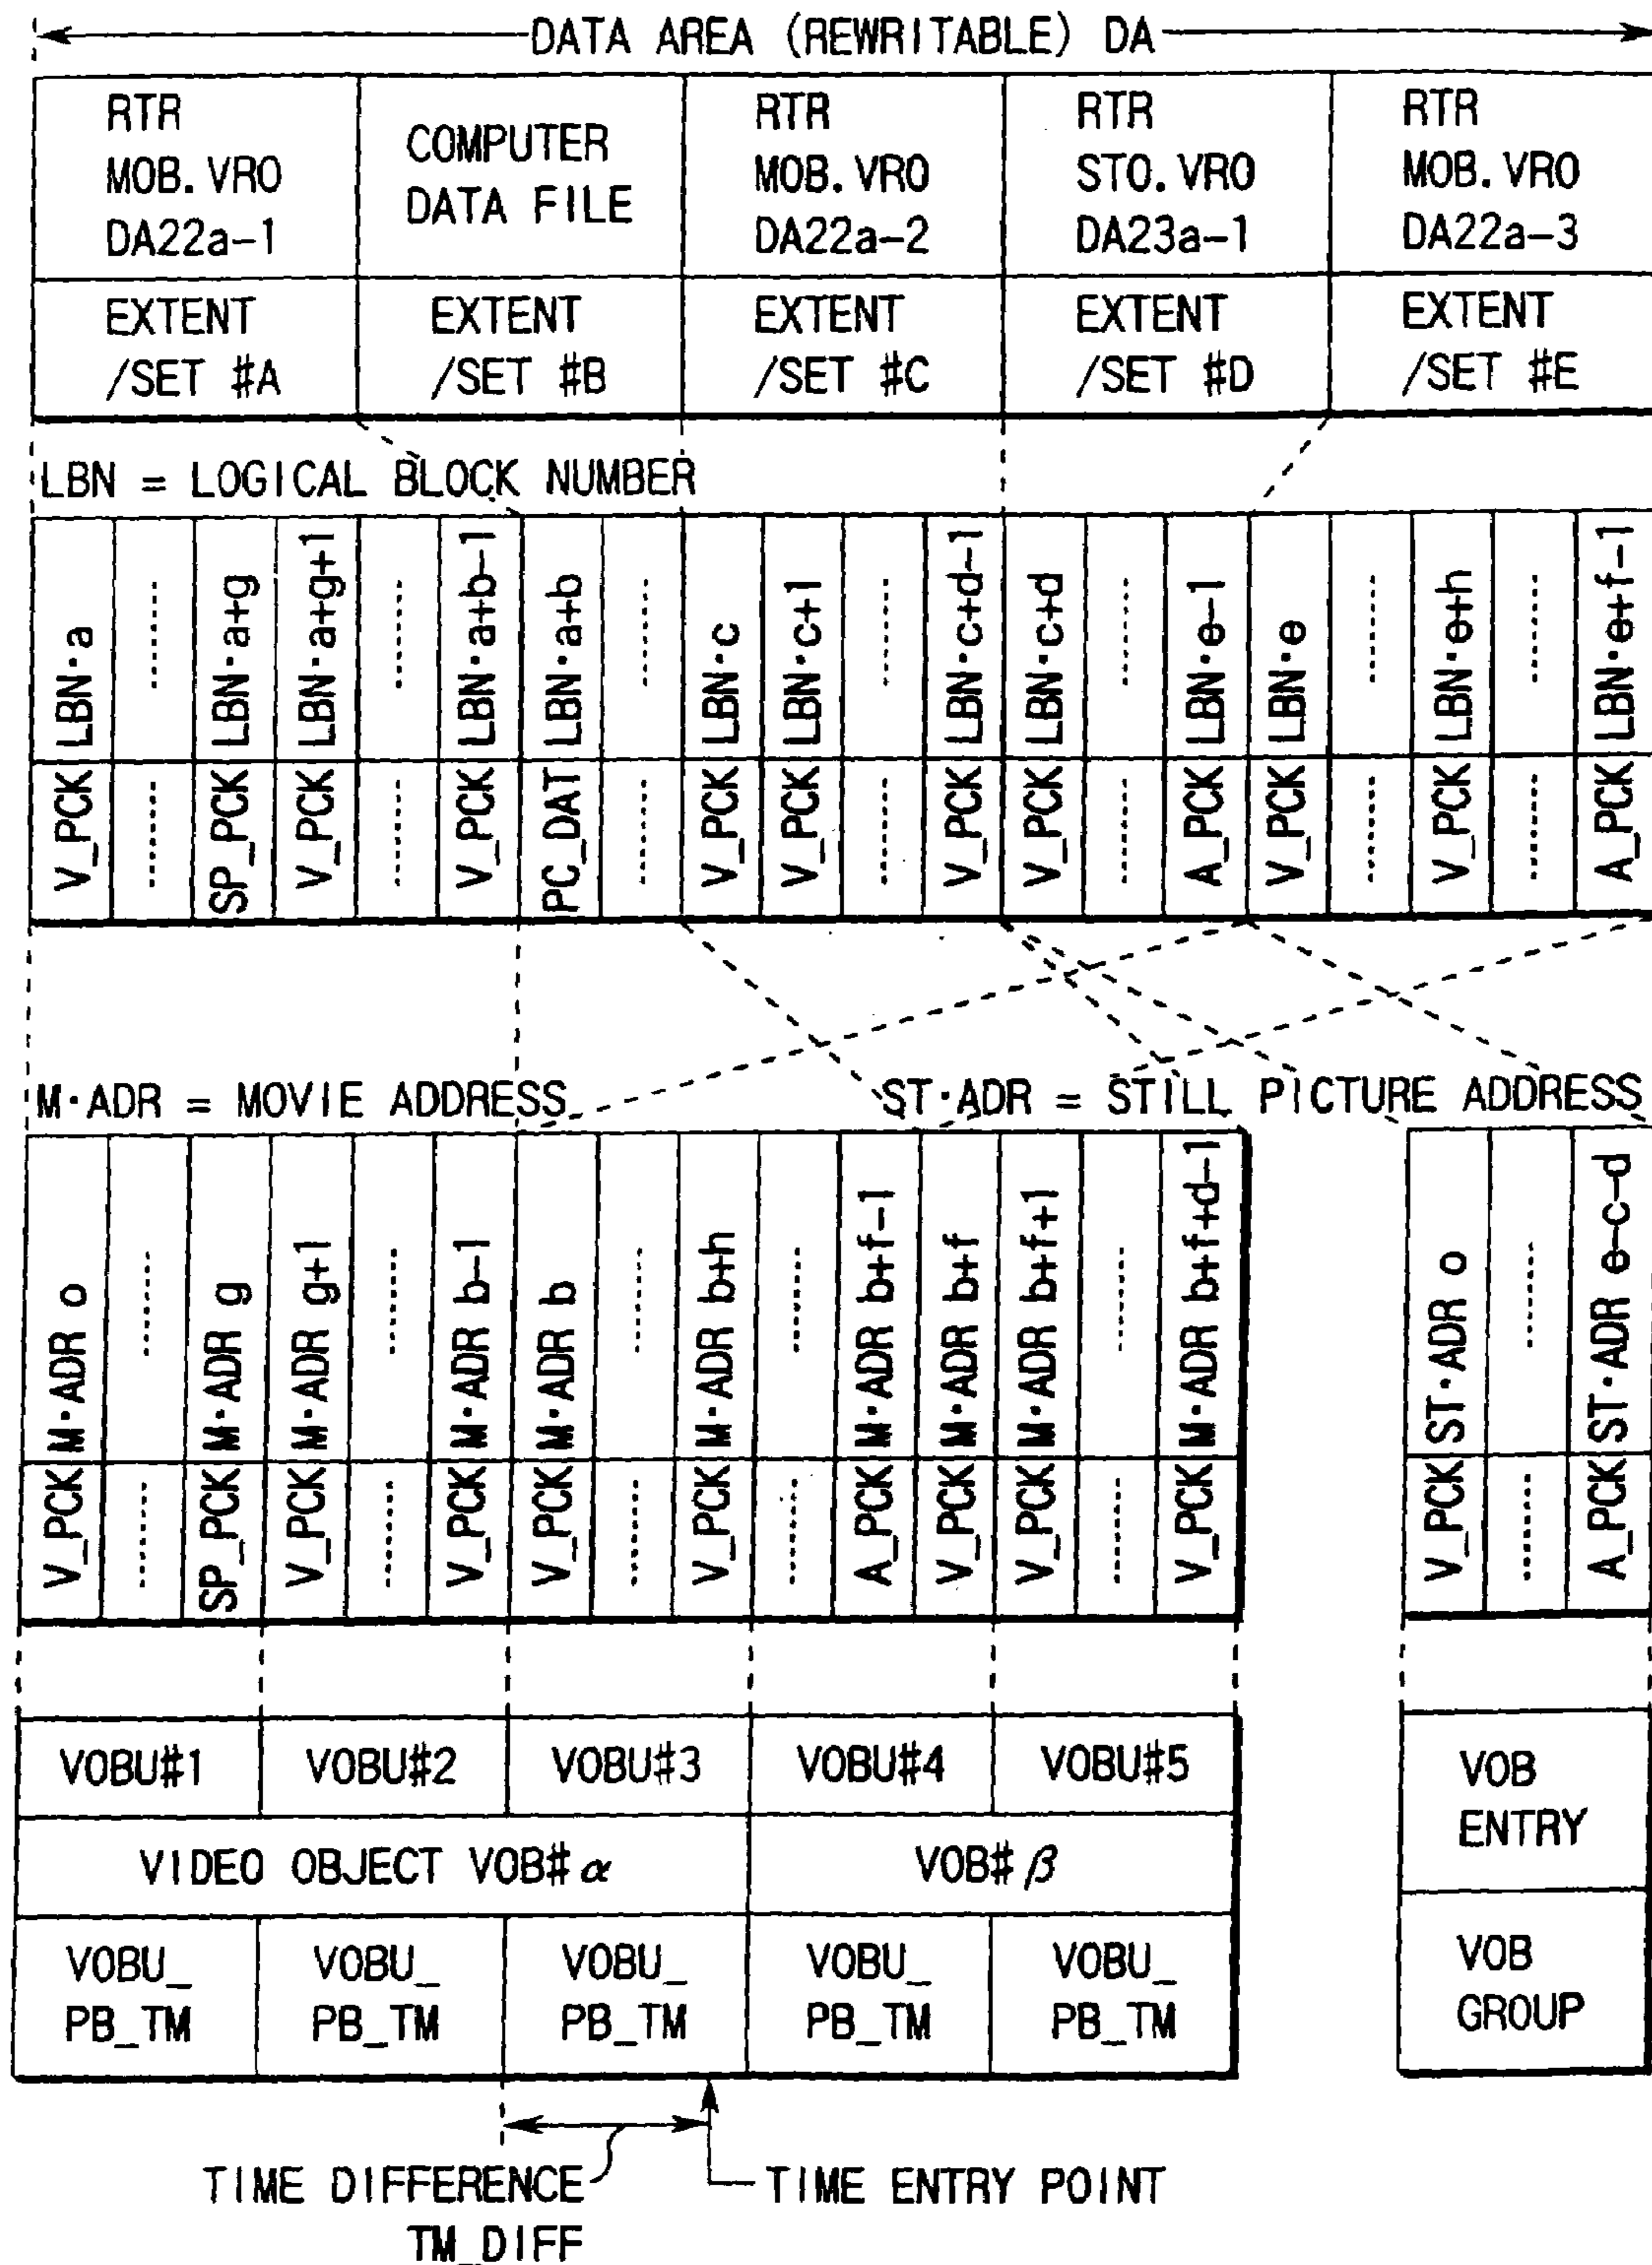 DATA AREA (REWRITABLE) DA
RTR
MOB.VRO
DA22a-1
COMPUTER
DATA FILE
RTR
MOB.VRO
DA22a-2
RTR
STO.VRO
DA23a-1
RTR
MOB.VRO
DA22a-3
EXTENT
/SET #A
EXTENT
/SET #B
EXTENT
/SET #C
EXTENT
/SET #D
EXTENT
/SET #E
LBN = LOGICAL BLOCK NUMBER
V_PCK LBN·a
........ ........
SP_PCK LBN·a+g
V_PCK LBN·a+g+1
........ ........
V_PCK LBN·a+b-1
PC_DAT LBN·a+b
........ ........
V_PCK LBN·c
V_PCK LBN·c+1
........ ........
V_PCK LBN·c+d-1
V_PCK LBN·c+d
........ ........
A_PCK LBN·e-1
V_PCK LBN·e
........ ........
V_PCK LBN·e+h
........ ........
A_PCK LBN·e+f-1
M·ADR = MOVIE ADDRESS
ST·ADR = STILL PICTURE ADDRESS
V_PCK M·ADR o
........ ........
SP_PCK M·ADR g
V_PCK M·ADR g+1
........ ........
V_PCK M·ADR b-1
V_PCK M·ADR b
........ ........
V_PCK M·ADR b+h
........ ........
A_PCK M·ADR b+f-1
V_PCK M·ADR b+f
V_PCK M·ADR b+f+1
........ ........
V_PCK M·ADR b+f+d-1
V_PCK ST·ADR o
........ ........
A_PCK ST·ADR e-c-d
VOBU#1
VOBU#2
VOBU#3
VOBU#4
VOBU#5
VIDEO OBJECT VOB#α
VOB#β
VOBU_
PB_TM
VOBU_
PB_TM
VOBU_
PB_TM
VOBU_
PB_TM
VOBU_
PB_TM
VOB
ENTRY
VOB
GROUP
TIME DIFFERENCE
TM_DIFF
TIME ENTRY POINT